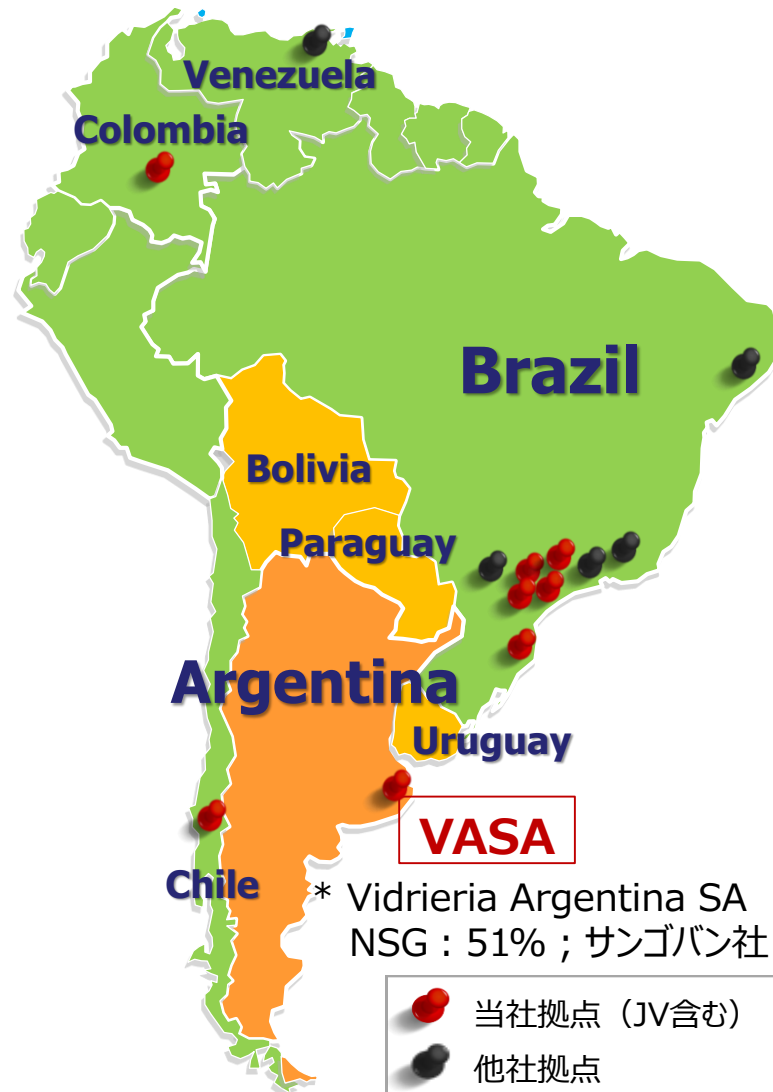 Venezuela
Colombia
Brazil
Bolivia
Paraguay
Argentina
Uruguay
VASA
Chile
* Vidrieria Argentina SA
NSG : 51% ; サンゴバン社
当社拠点（JV含む）
他社拠点